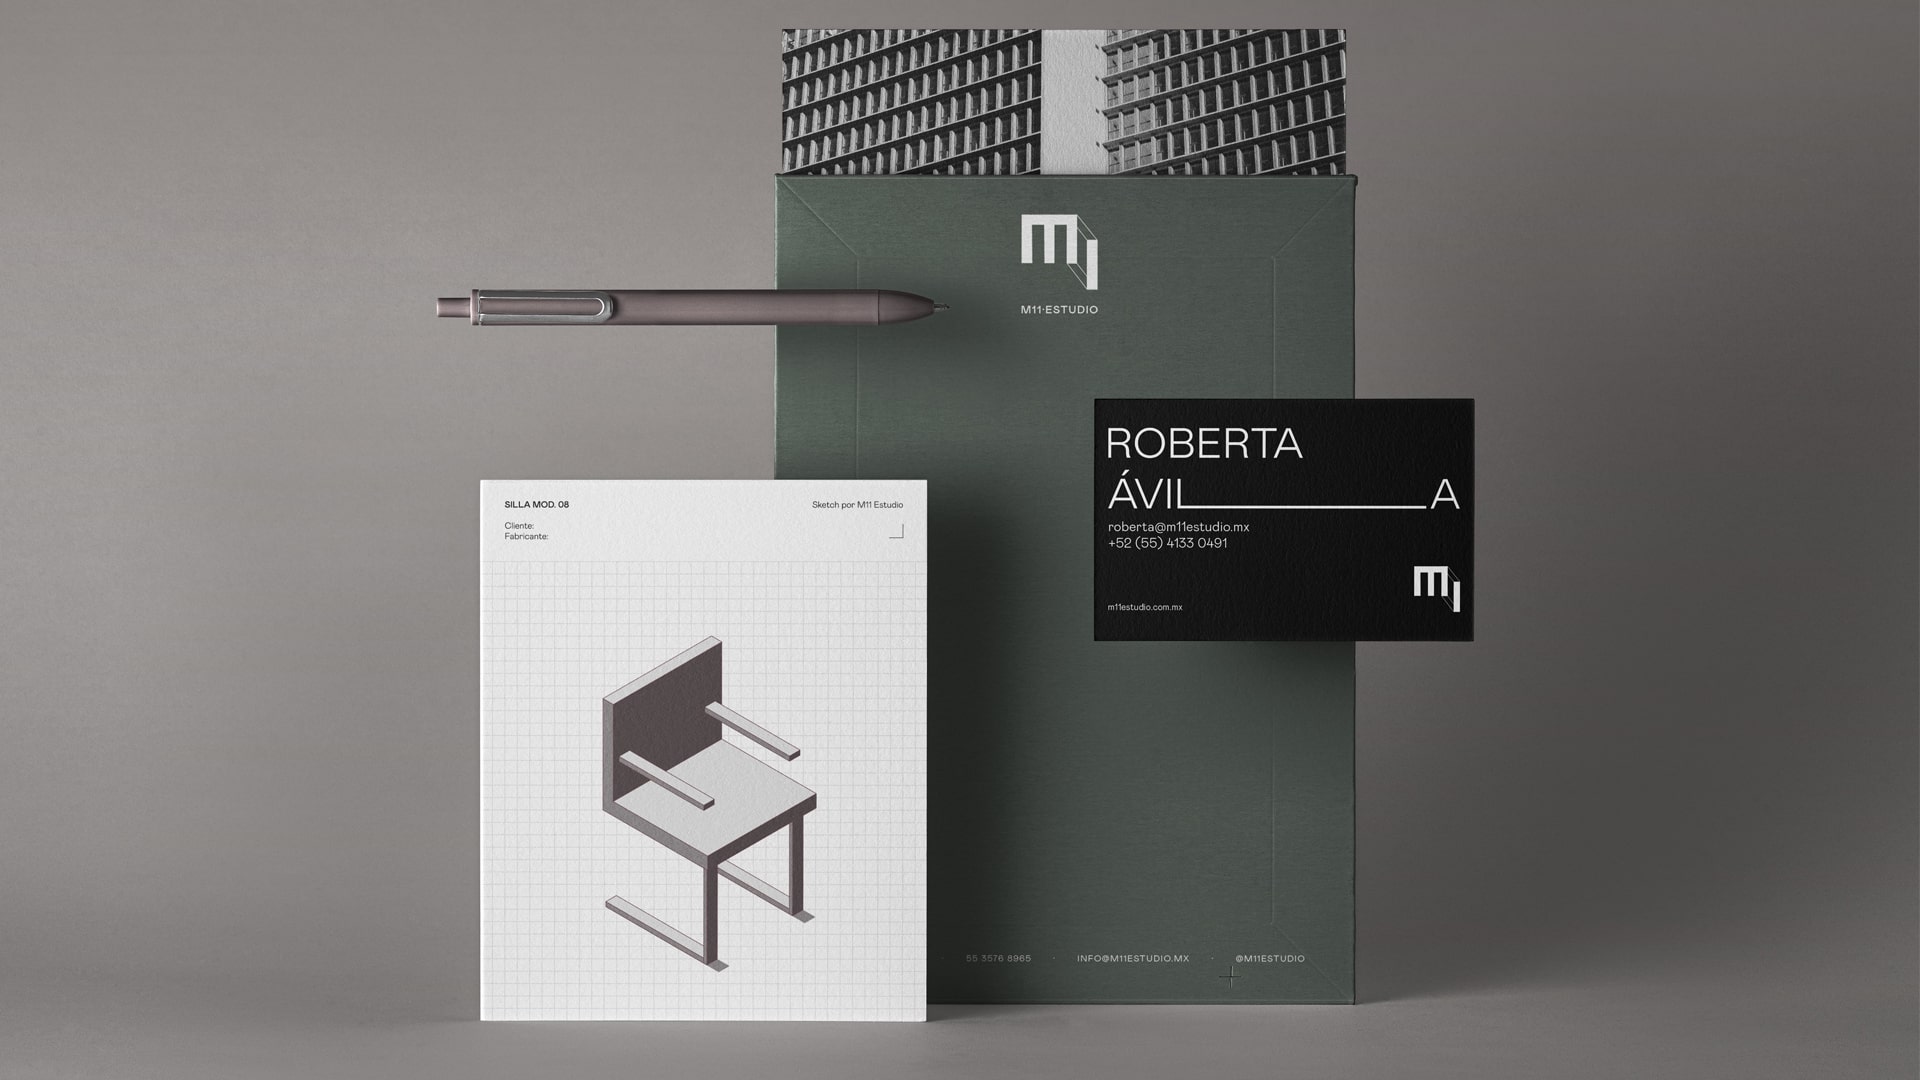 M11·ESTUDIO
ROBERTA
ÁVILA
roberta@m11estudio.mx
+52 (55) 4133 0491
m11estudio.com.mx
SILLA MOD. 08
Sketch por M11 Estudio
Cliente:
Fabricante:
· 55 3576 8965 · INFO@M11ESTUDIO.MX · @M11ESTUDIO